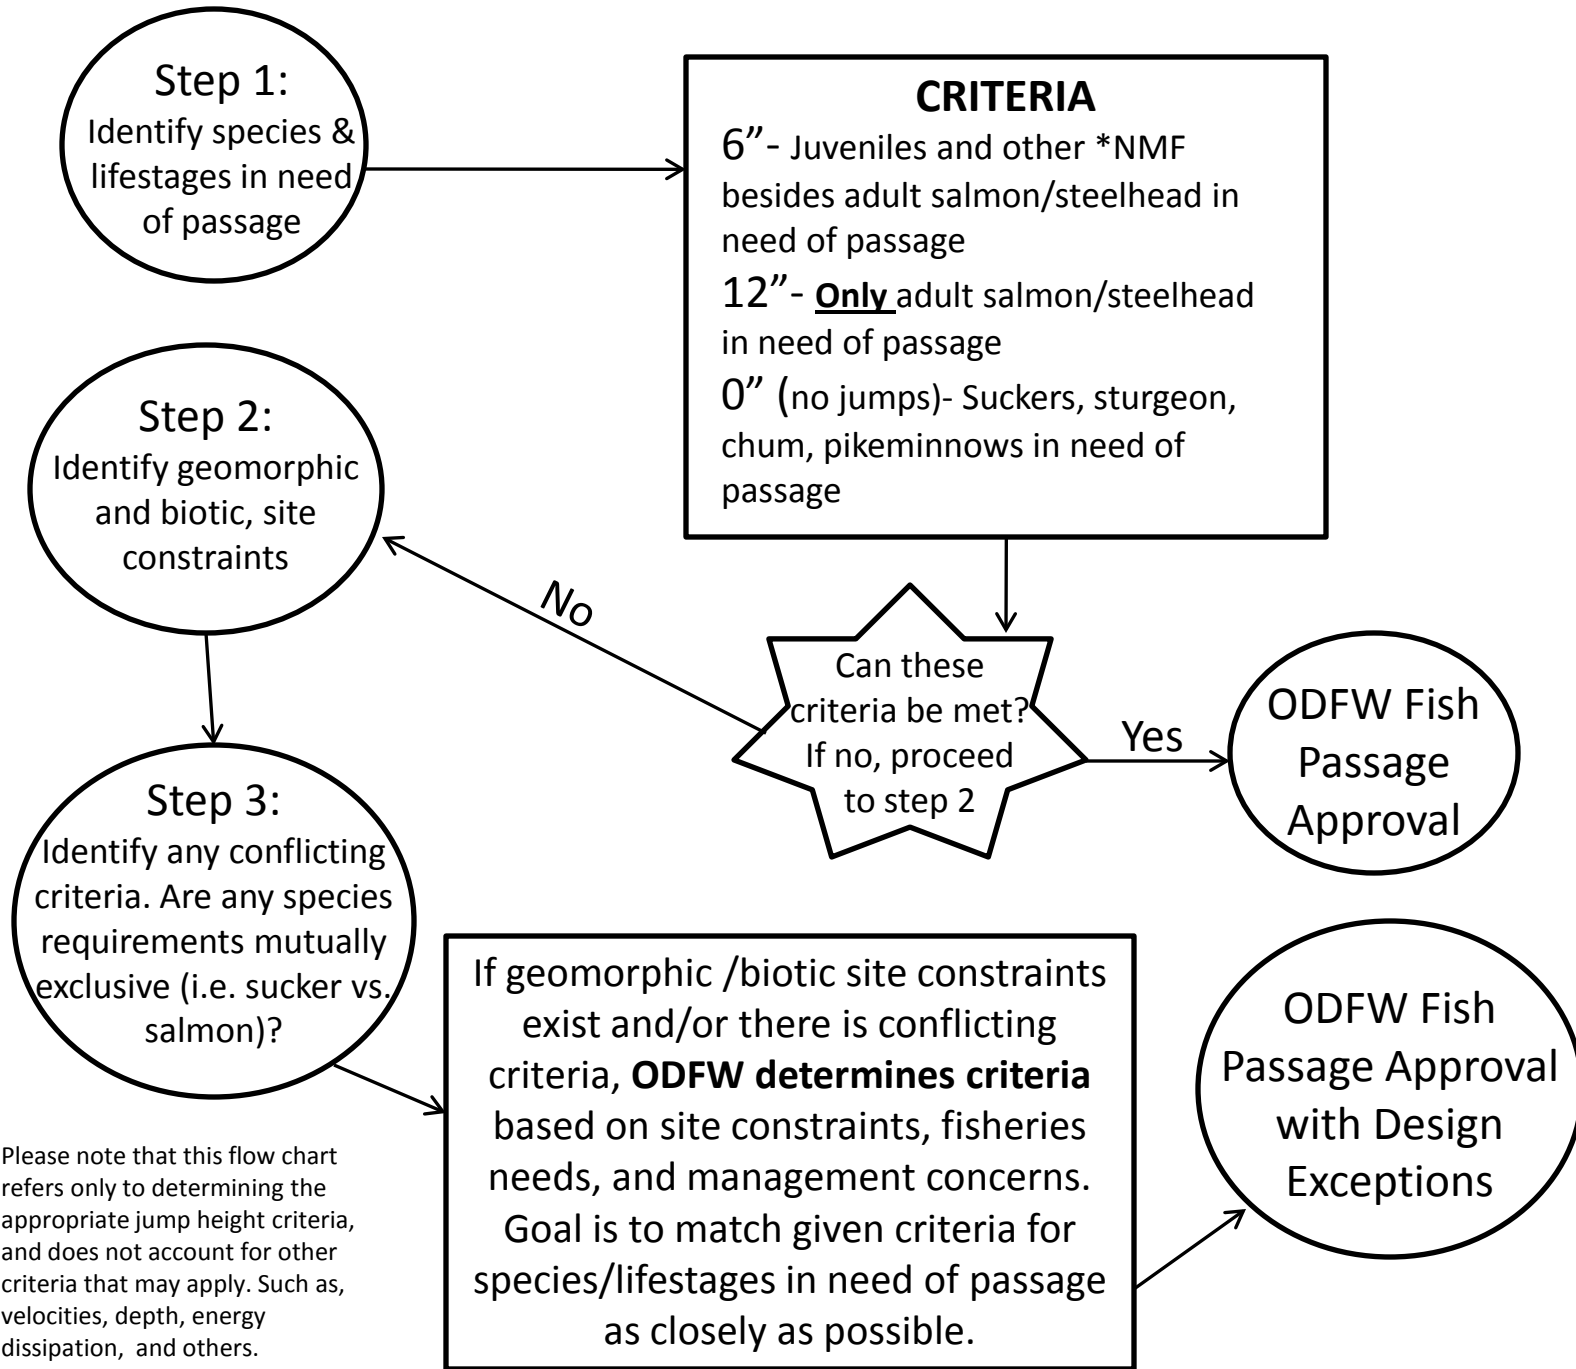 Step 1:
Identify species &
lifestages in need
of passage
CRITERIA
6”- Juveniles and other *NMF
besides adult salmon/steelhead in
need of passage
12”- Only adult salmon/steelhead
in need of passage
0” (no jumps)- Suckers, sturgeon,
chum, pikeminnows in need of
passage
Step 2:
Identify geomorphic
and biotic, site
constraints
No
Can these
criteria be met?
If no, proceed
to step 2
Yes
ODFW Fish
Passage
Approval
Step 3:
Identify any conflicting
criteria. Are any species
requirements mutually
exclusive (i.e. sucker vs.
salmon)?
If geomorphic /biotic site constraints
exist and/or there is conflicting
criteria, ODFW determines criteria
based on site constraints, fisheries
needs, and management concerns.
Goal is to match given criteria for
species/lifestages in need of passage
as closely as possible.
ODFW Fish
Passage Approval
with Design
Exceptions
Please note that this flow chart
refers only to determining the
appropriate jump height criteria,
and does not account for other
criteria that may apply. Such as,
velocities, depth, energy
dissipation, and others.